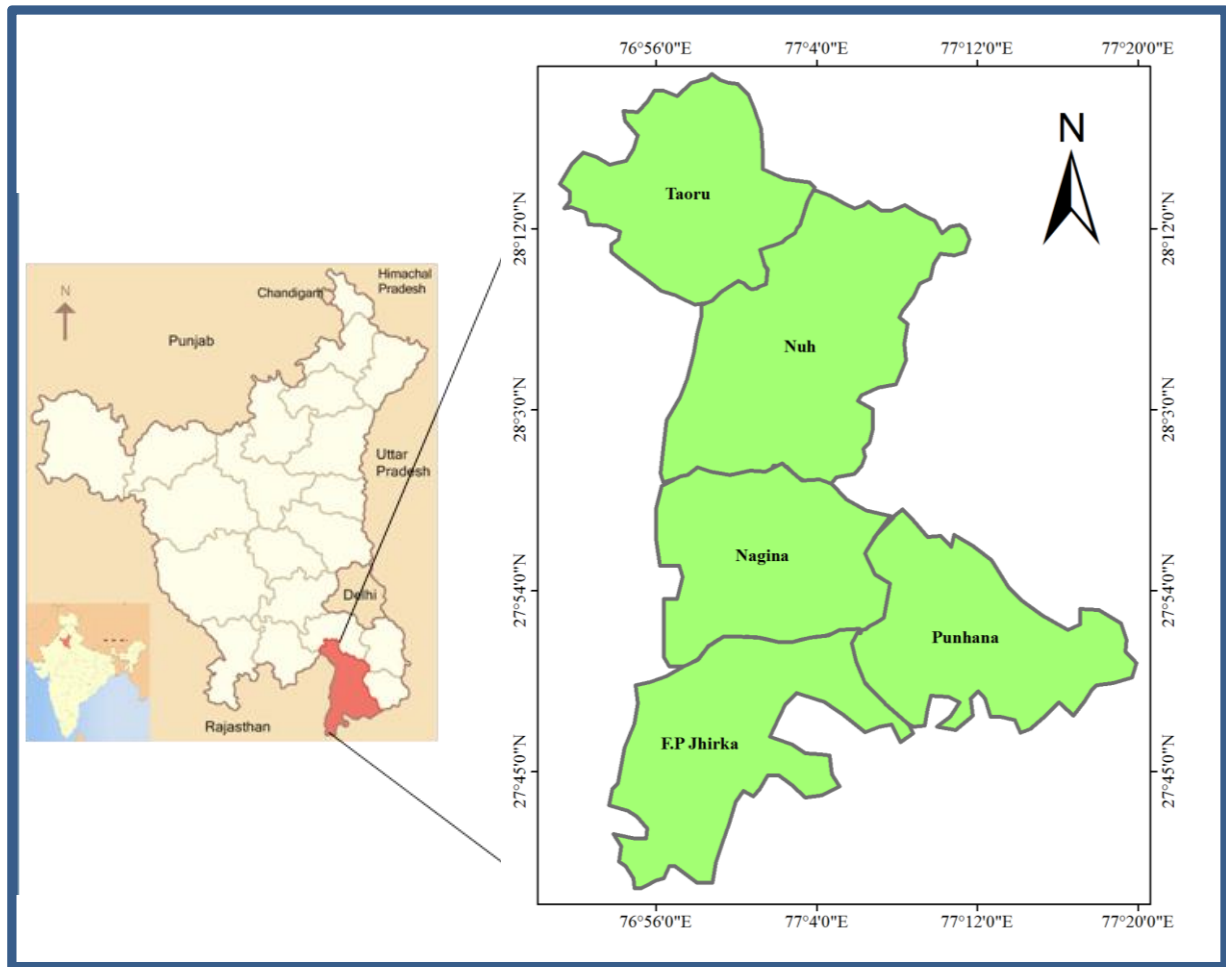 N
Chandigarh
Himachal
Pradesh
Punjab
Uttar
Pradesh
Delhi
Rajasthan
76°56'0"E
77°4'0"E
77°12'0"E
77°20'0"E
28°12'0"N
28°3'0"N
27°54'0"N
27°45'0"N
N
Taoru
Nuh
Nagina
Punhana
F.P Jhirka
28°12'0"N
28°3'0"N
27°54'0"N
27°45'0"N
76°56'0"E
77°4'0"E
77°12'0"E
77°20'0"E